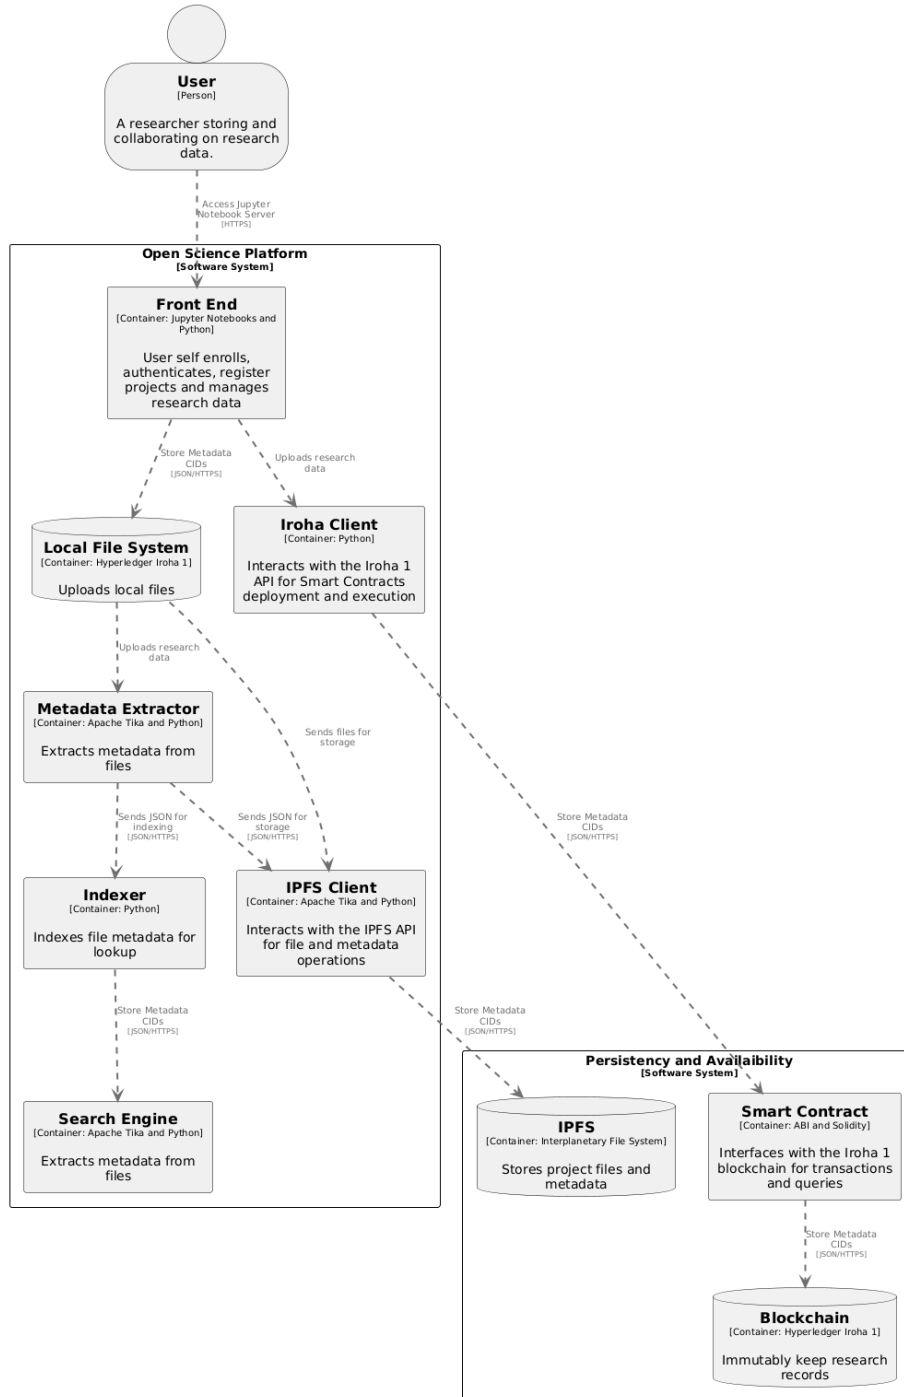 User
[Person]
A researcher storing and
collaborating on research
data.
Access Jupyter
Notebook Server
[HTTPS]
Open Science Platform
[Software System]
Front End
[Container: Jupyter Notebooks and
Python]
User self enrolls,
authenticates, register
projects and manages
research data
Store Metadata
CIDs
[JSON/HTTPS]
Uploads research
data
Local File System
[Container: Hyperledger Iroha 1]
Uploads local files
Iroha Client
[Container: Python]
Interacts with the Iroha 1
API for Smart Contracts
deployment and execution
Uploads research
data
Sends files for
storage
Metadata Extractor
[Container: Apache Tika and Python]
Extracts metadata from
files
Sends JSON for
indexing
[JSON/HTTPS]
Sends JSON for
storage
[JSON/HTTPS]
Store Metadata
CIDs
[JSON/HTTPS]
Indexer
[Container: Python]
Indexes file metadata for
lookup
IPFS Client
[Container: Apache Tika and Python]
Interacts with the IPFS API
for file and metadata
operations
Store Metadata
CIDs
[JSON/HTTPS]
Store Metadata
CIDs
[JSON/HTTPS]
Search Engine
[Container: Apache Tika and Python]
Extracts metadata from
files
Persistency and Availaibility
[Software System]
IPFS
[Container: Interplanetary File System]
Stores project files and
metadata
Smart Contract
[Container: ABI and Solidity]
Interfaces with the Iroha 1
blockchain for transactions
and queries
Store Metadata
CIDs
[JSON/HTTPS]
Blockchain
[Container: Hyperledger Iroha 1]
Immutably keep research
records